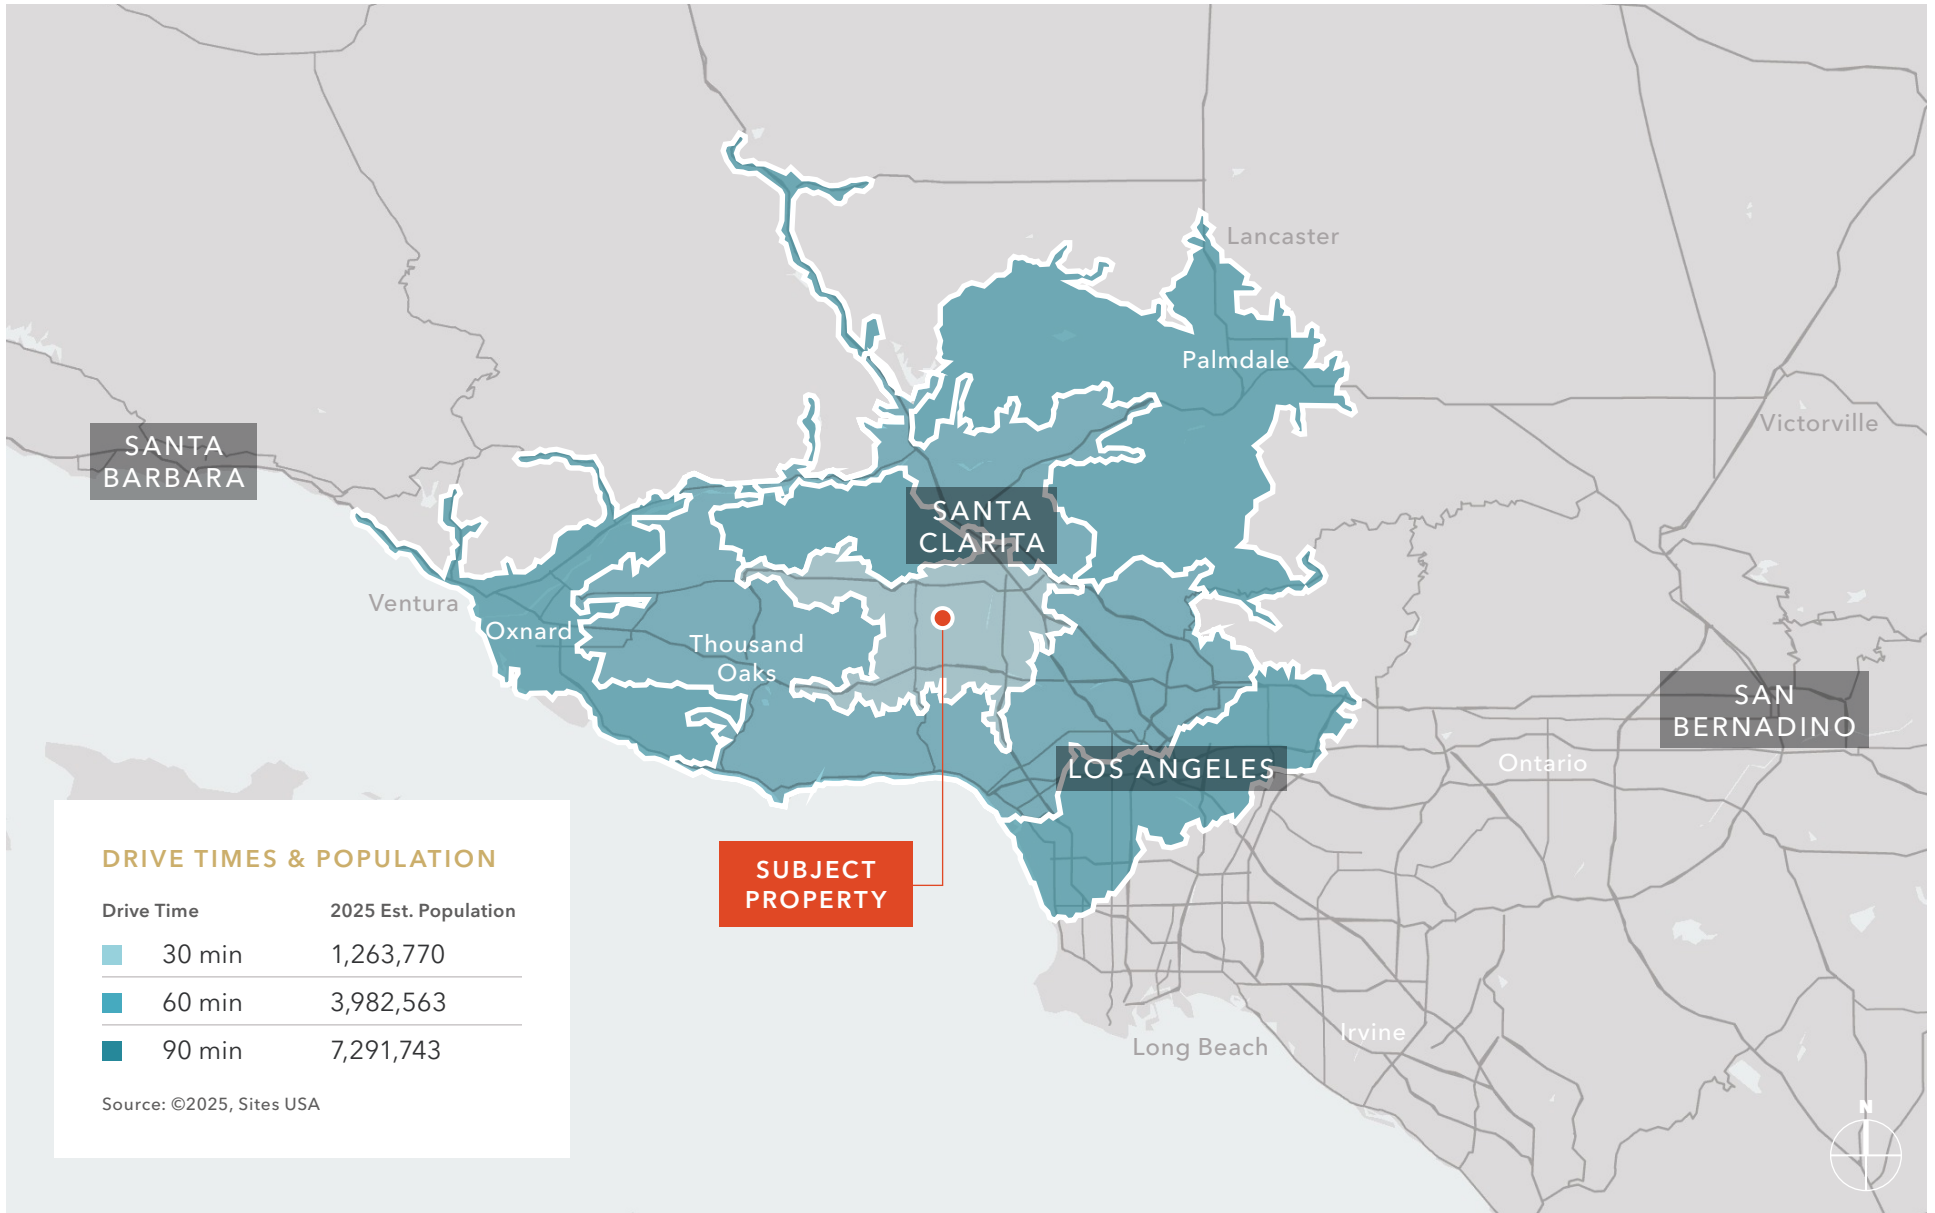 Lancaster
Palmdale
Victorville
SANTA
BARBARA
SANTA
CLARITA
Ventura
Oxnard
Thousand
Oaks
SAN
BERNADINO
LOS ANGELES
Ontario
SUBJECT
PROPERTY
Irvine
Long Beach
DRIVE TIMES & POPULATION
Drive Time 2025 Est. Population
30 min 1,263,770
60 min 3,982,563
90 min 7,291,743
Source: ©2025, Sites USA
N